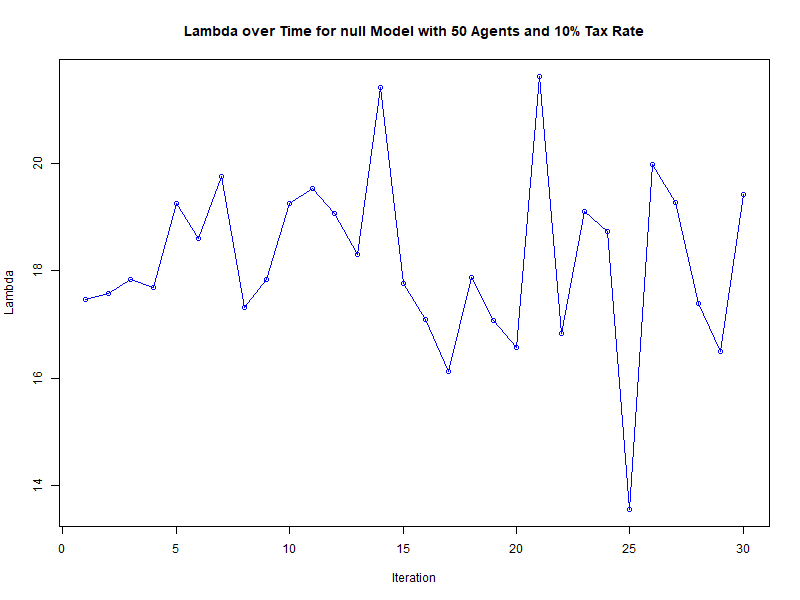 Lambda over Time for null Model with 50 Agents and 10% Tax Rate
20
18
16
14
Lambda
0 5 10 15 20 25 30
Iteration